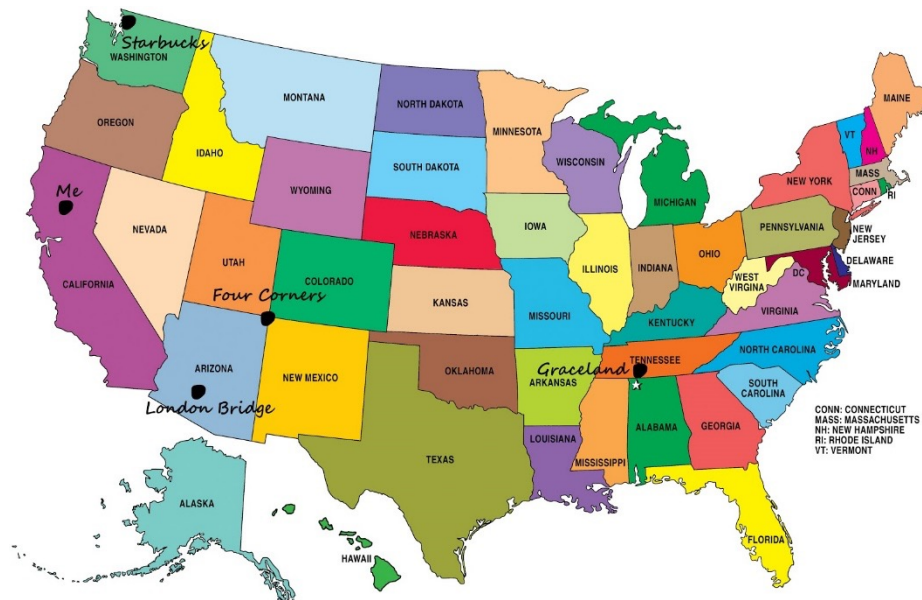 Starbucks
WASHINGTON
MONTANA
NORTH DAKOTA
MINNESOTA
MAINE
OREGON
IDAHO
VT
NH
WISCONSIN
SOUTH DAKOTA
MASS
Me
WYOMING
NEW YORK
CONN
RI
MICHIGAN
NEVADA
NEBRASKA
IOWA
PENNSYLVANIA
NEW
JERSEY
UTAH
ILLINOIS
INDIANA
OHIO
DELAWARE
CALIFORNIA
COLORADO
WEST
VIRGINA
DC
MARYLAND
Four Corners
KANSAS
MISSOURI
VIRGINIA
KENTUCKY
NORTH CAROLINA
TENNESSEE
Graceland
ARIZONA
NEW MEXICO
OKLAHOMA
ARKANSAS
SOUTH
CAROLINA
London Bridge
ALABAMA
GEORGIA
CONN: CONNECTICUT
MASS: MASSACHUSETTS
NH: NEW HAMPSHIRE
RI: RHODE ISLAND
VT: VERMONT
LOUISIANA
TEXAS
MISSISSIPPI
ALASKA
FLORIDA
HAWAII